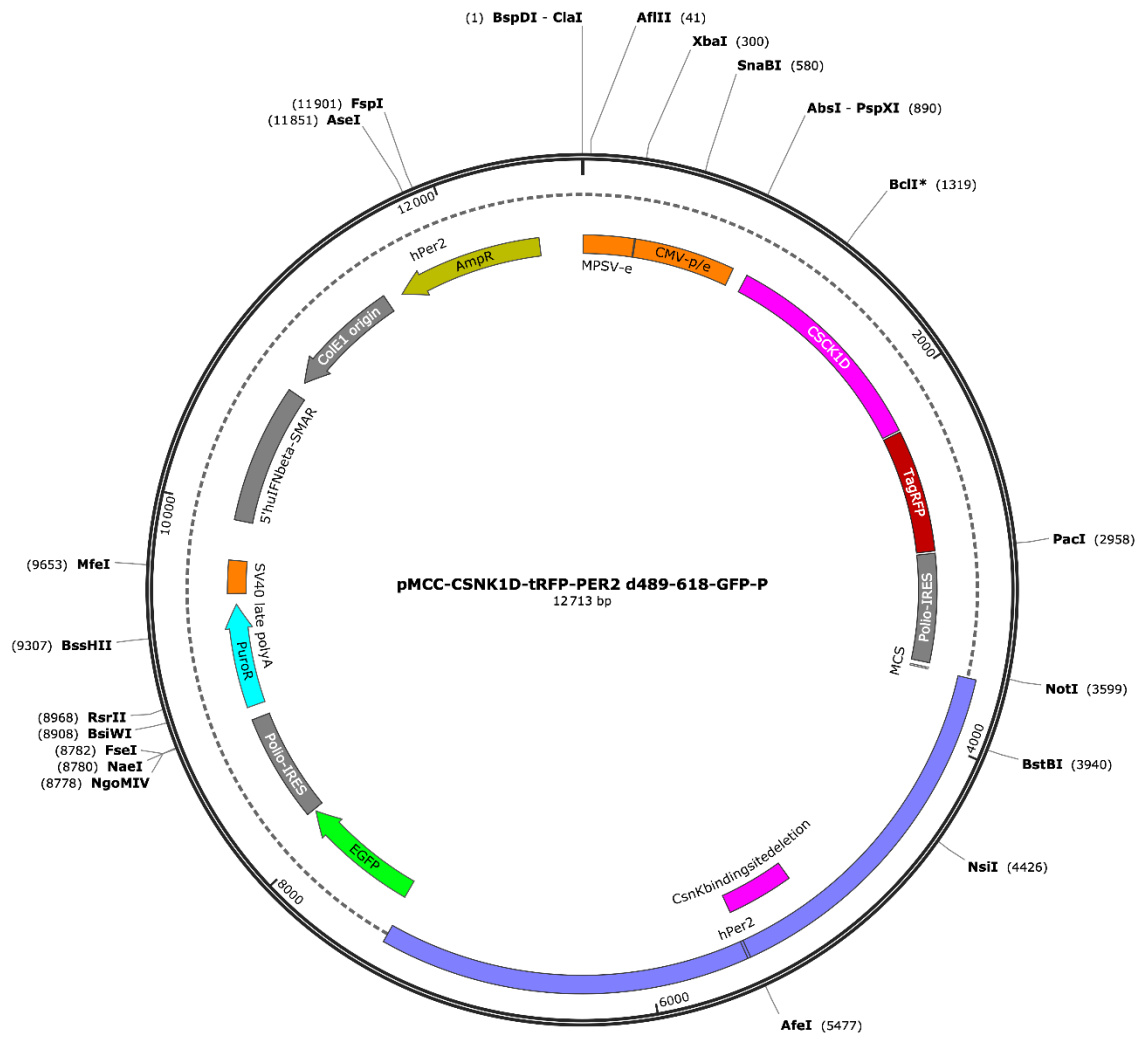 (1) BspDI - ClaI
AflII (41)
XbaI (300)
SnaBI (580)
AbsI - PspXI (890)
BclI* (1319)
PacI (2958)
NotI (3599)
BstBI (3940)
NsiI (4426)
AfeI (5477)
(8778) NgoMIV
(8780) NaeI
(8782) FseI
(8908) BsiWI
(8968) RsrII
(9307) BssHII
(9653) MfeI
(11851) AseI
(11901) FspI
2000
4000
6000
8000
10000
12000
MPSV-e
CMV-p/e
CSCK1D
TagRFP
Polio-IRES
MCS
CsnKbindingsitedeletion
hPer2
EGFP
Polio-IRES
PuroR
SV40 late polyA
5'huIFNbeta-SMAR
ColE1 origin
AmpR
hPer2
pMCC-CSNK1D-tRFP-PER2 d489-618-GFP-P
12713 bp